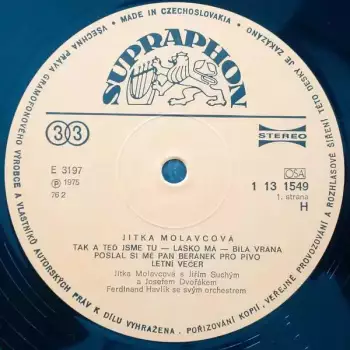 MADE IN CZECHOSLOVAKIA
SUPRAPHON
33
STEREO
E 3197
Ⓟ 1975
76 2
OSA
1 13 1549
1. strana
H
JITKA MOLAVCOVÁ
TAK A TEĎ JSME TU — LÁSKO MÁ — BÍLÁ VRÁNA
POSLAL SI MĚ PAN BERÁNEK PRO PIVO
LETNÍ VEČER
Jitka Molavcová s Jiřím Suchým
a Josefem Dvořákem
Ferdinand Havlík se svým orchestrem
VŠECHNA PRÁVA GRAMOFONOVÉHO VÝROBCE A VLASTNÍKŮ AUTORSKÝCH PRÁV K DÍLU VYHRAŽENA. POŘIZOVÁNÍ KOPIÍ, VEŘEJNÉ PROVOZOVÁNÍ A ROZHLASOVÉ ŠÍŘENÍ TÉTO DESKY JE ZAKÁZÁNO